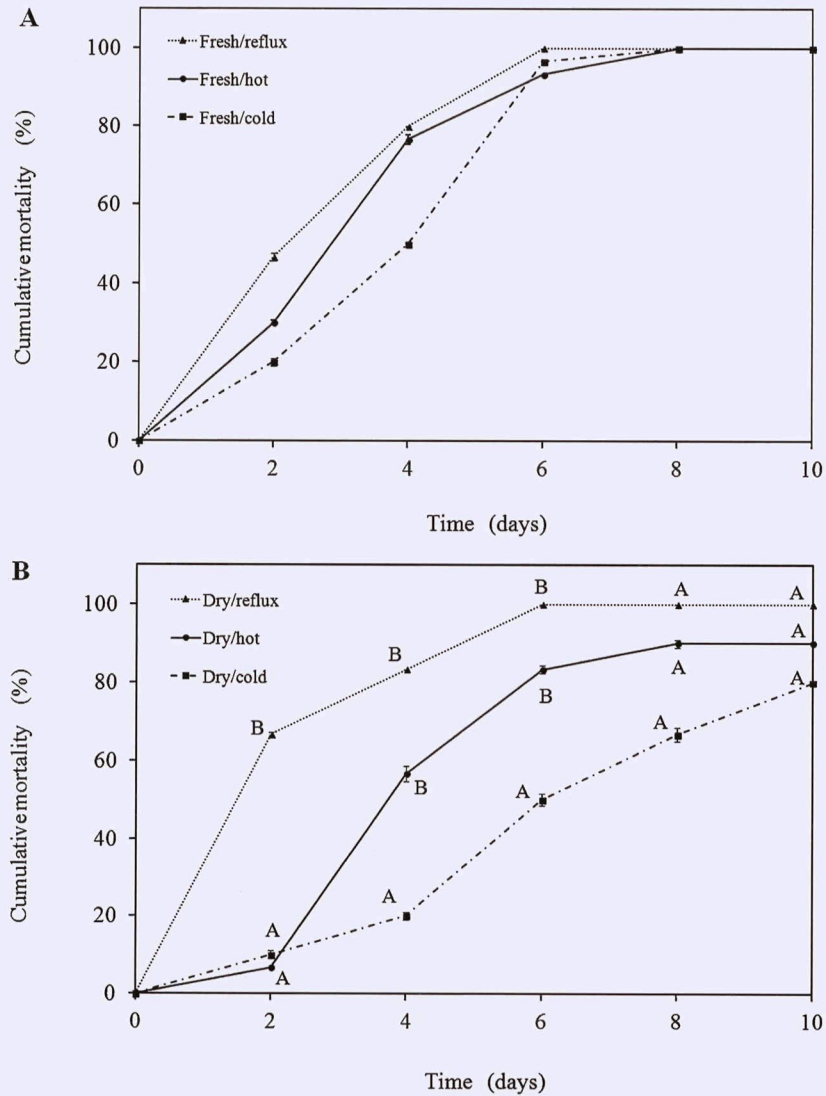 A
100
80
60
40
20
0
Cumulative mortality (%)
Fresh/reflux
Fresh/hot
Fresh/cold
0 2 4 6 8 10
Time (days)
B
100
80
60
40
20
0
Cumulative mortality (%)
Dry/reflux
Dry/hot
Dry/cold
B B B A A
A B B A A
A A A A A
0 2 4 6 8 10
Time (days)